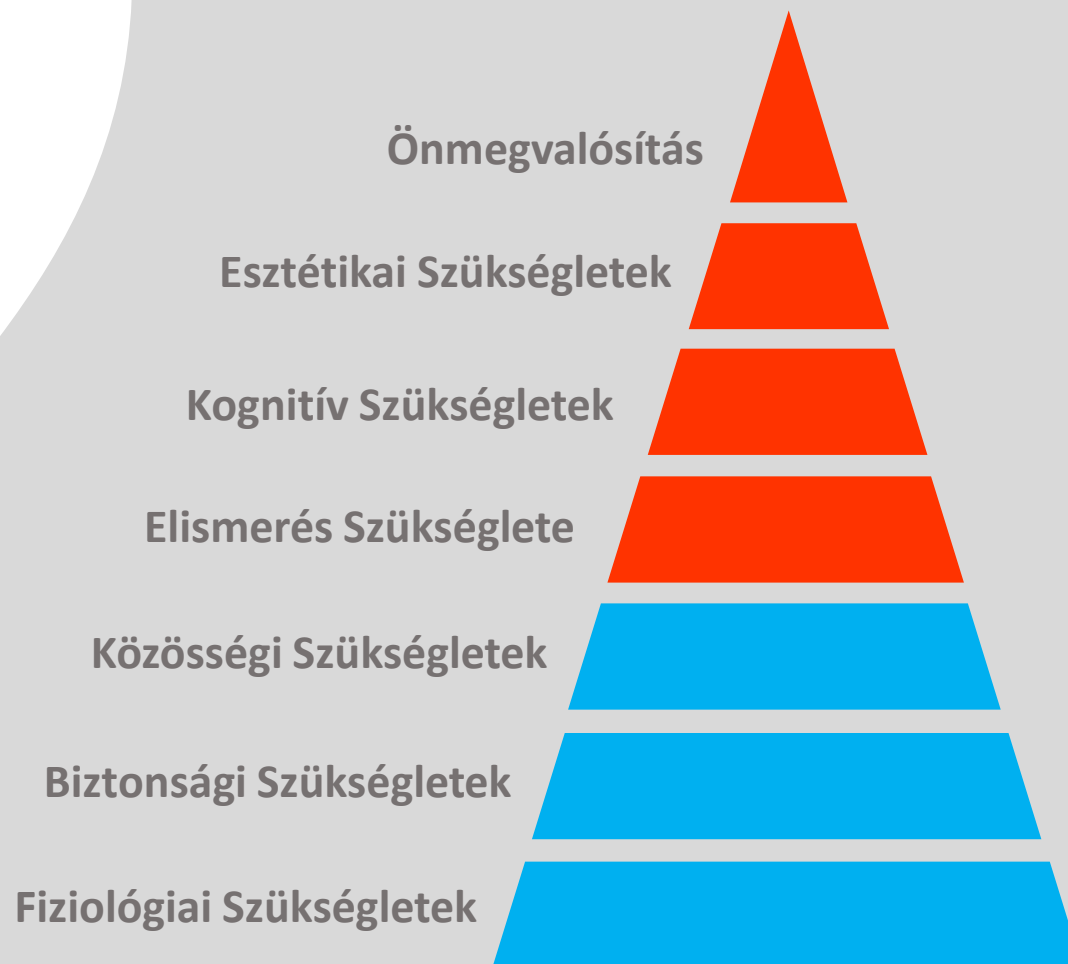 Önmegvalósítás
Esztétikai Szükségletek
Kognitív Szükségletek
Elismerés Szükséglete
Közösségi Szükségletek
Biztonsági Szükségletek
Fiziológiai Szükségletek